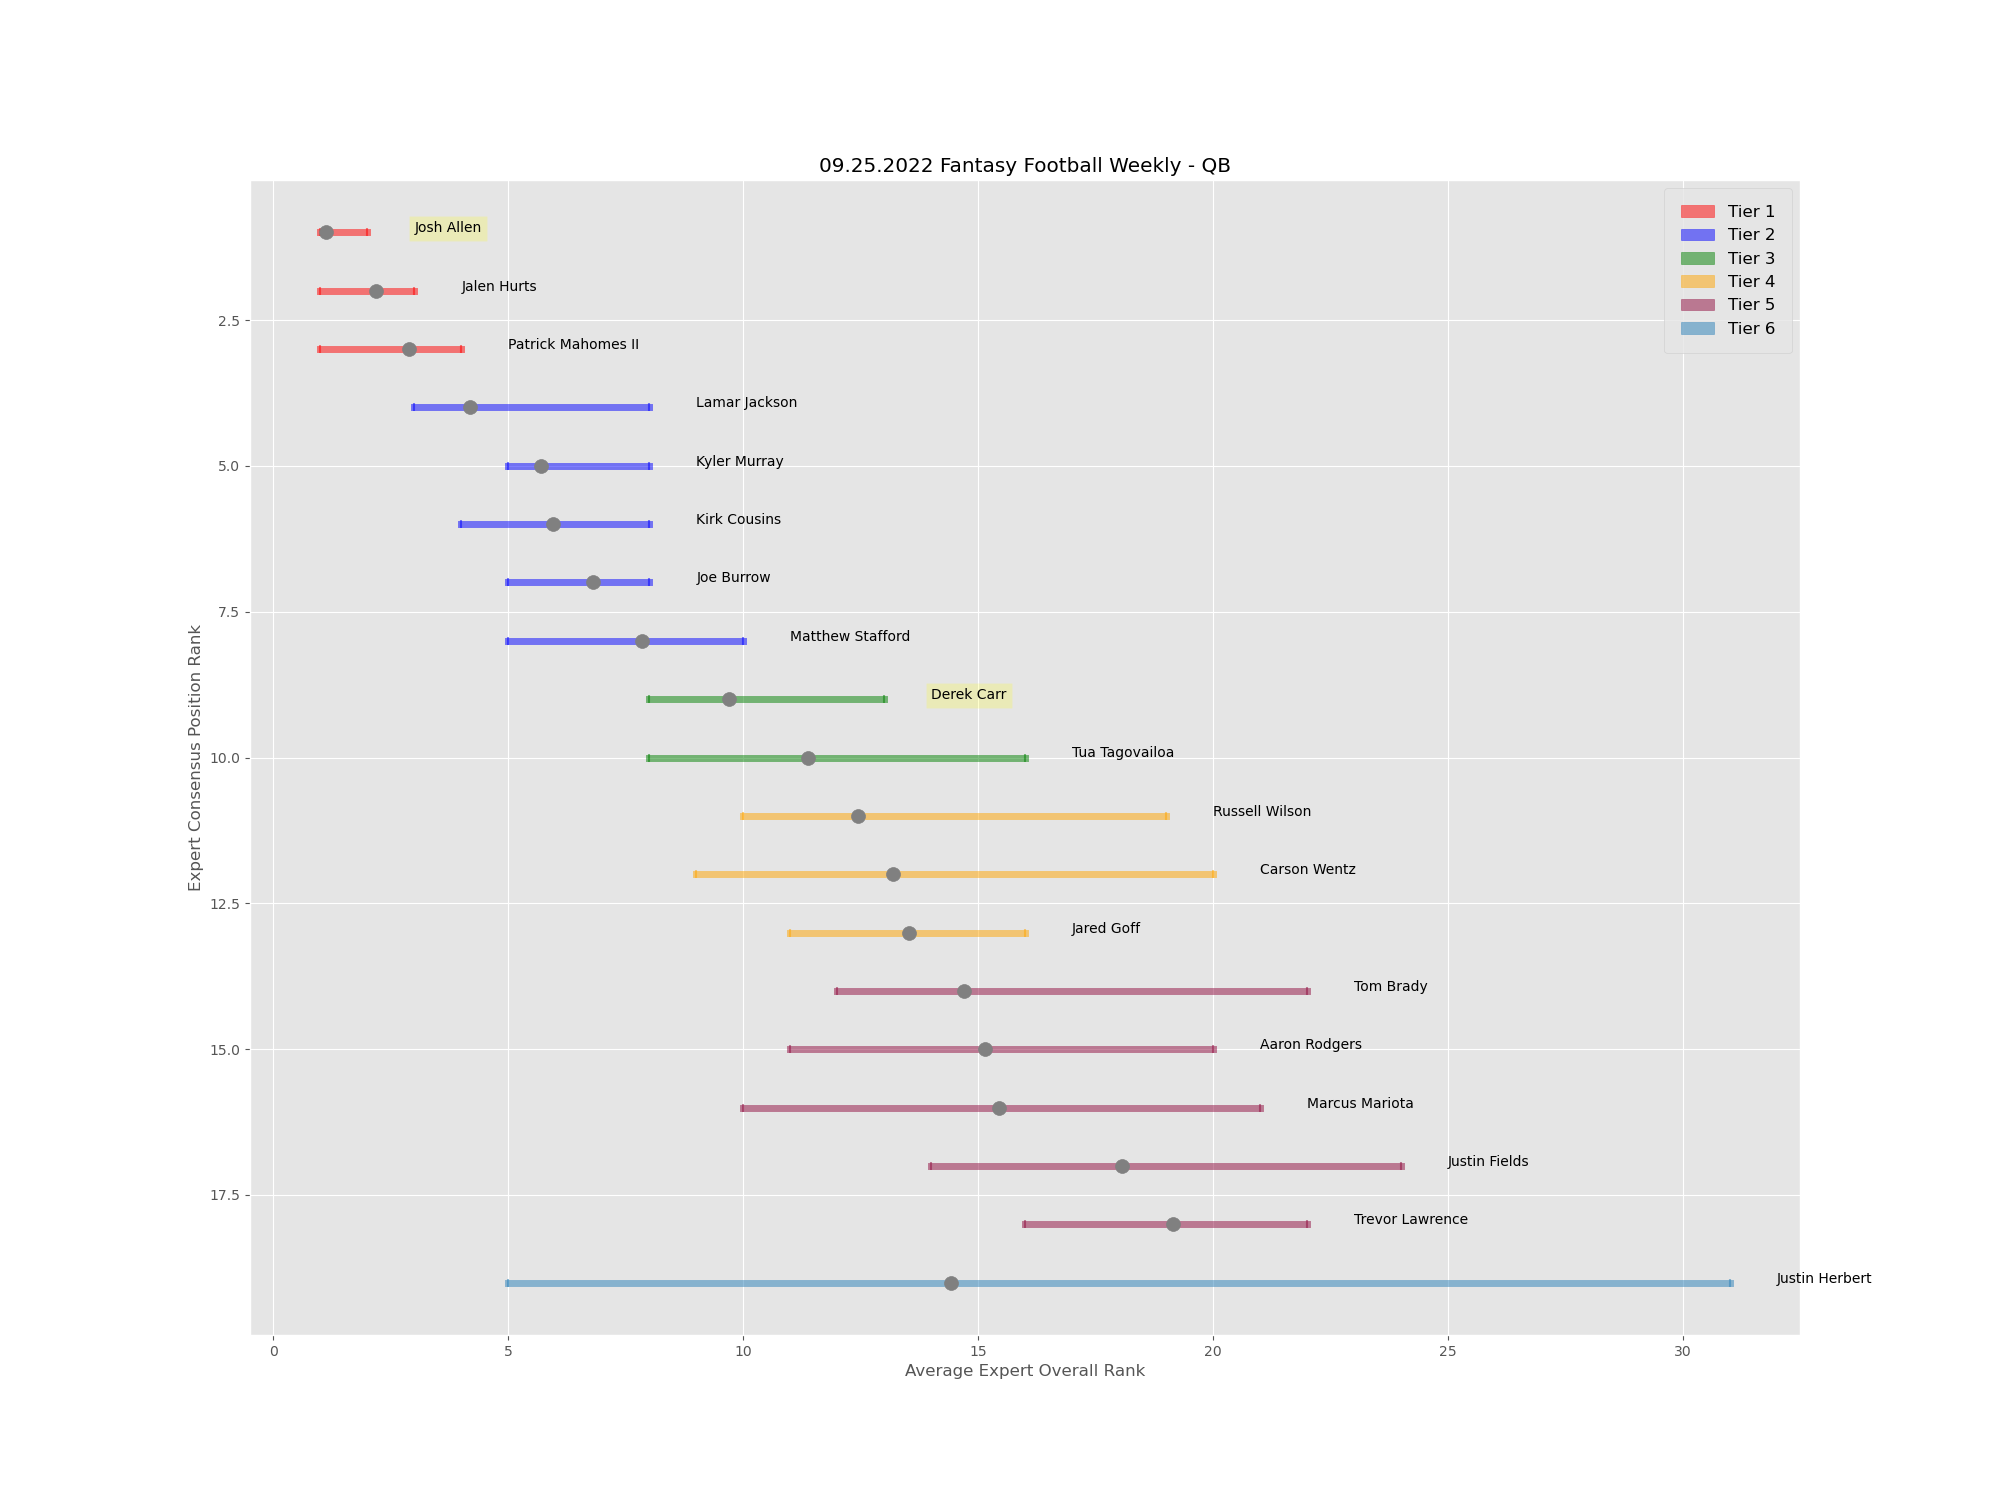 09.25.2022 Fantasy Football Weekly - QB
Tier 1
Tier 2
Tier 3
Tier 4
Tier 5
Tier 6
Josh Allen
Jalen Hurts
2.5
Patrick Mahomes II
Lamar Jackson
Kyler Murray
5.0
Kirk Cousins
Joe Burrow
7.5
Matthew Stafford
Derek Carr
Tua Tagovailoa
10.0
Russell Wilson
Carson Wentz
12.5
Jared Goff
Tom Brady
Aaron Rodgers
15.0
Marcus Mariota
Justin Fields
17.5
Trevor Lawrence
Justin Herbert
Expert Consensus Position Rank
0 5 10 15 20 25 30
Average Expert Overall Rank